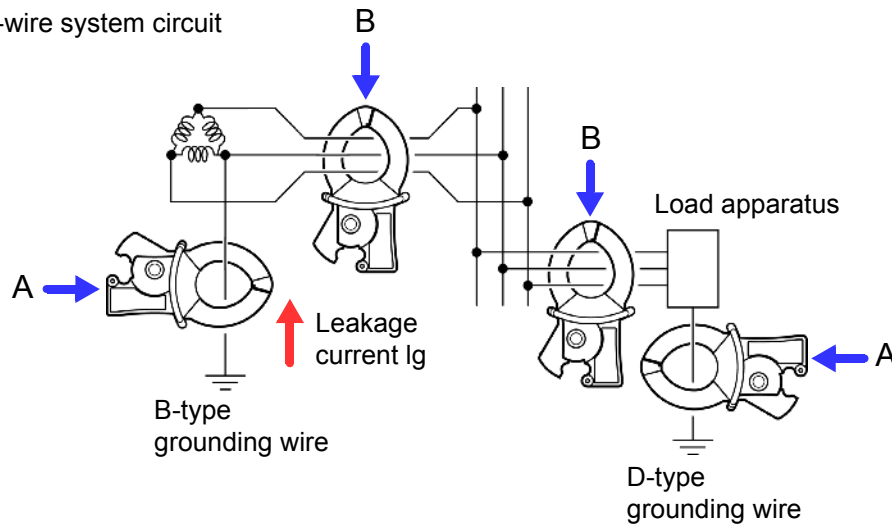 -wire system circuit
B
B
Load apparatus
A
Leakage
current Ig
A
B-type
grounding wire
D-type
grounding wire